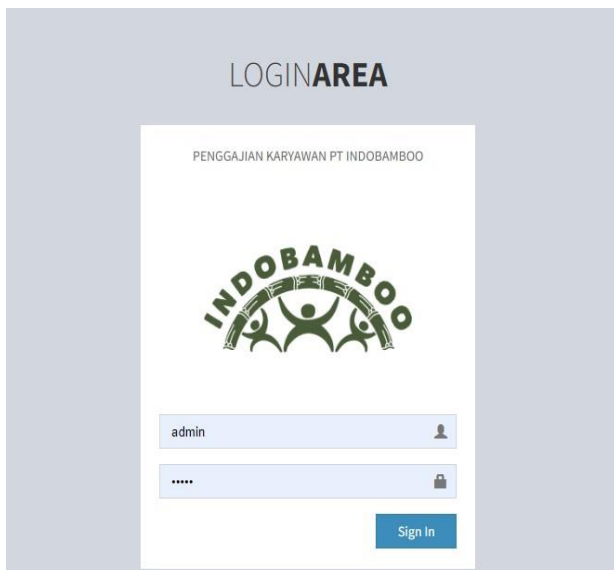 LOGINAREA
PENGGAJIAN KARYAWAN PT INDOBAMBOO
INDOBAMBOO
admin
•••••
Sign In